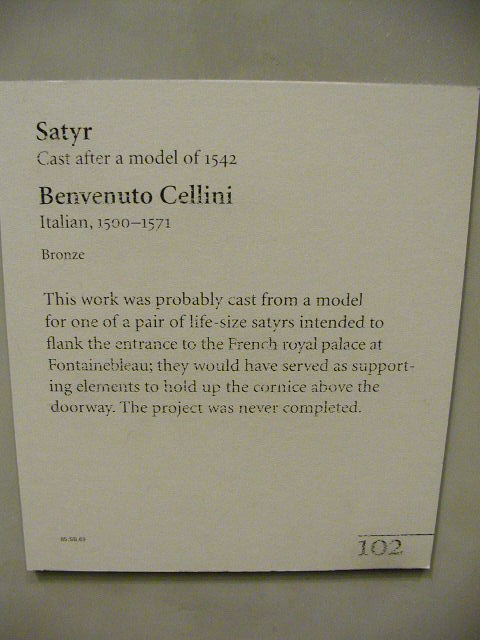 Satyr
Cast after a model of 1542
Benvenuto Cellini
Italian, 1500–1571
Bronze
This work was probably cast from a model
for one of a pair of life-size satyrs intended to
flank the entrance to the French royal palace at
Fontainebleau; they would have served as support-
ing elements to hold up the cornice above the
doorway. The project was never completed.
85.SB.69
102